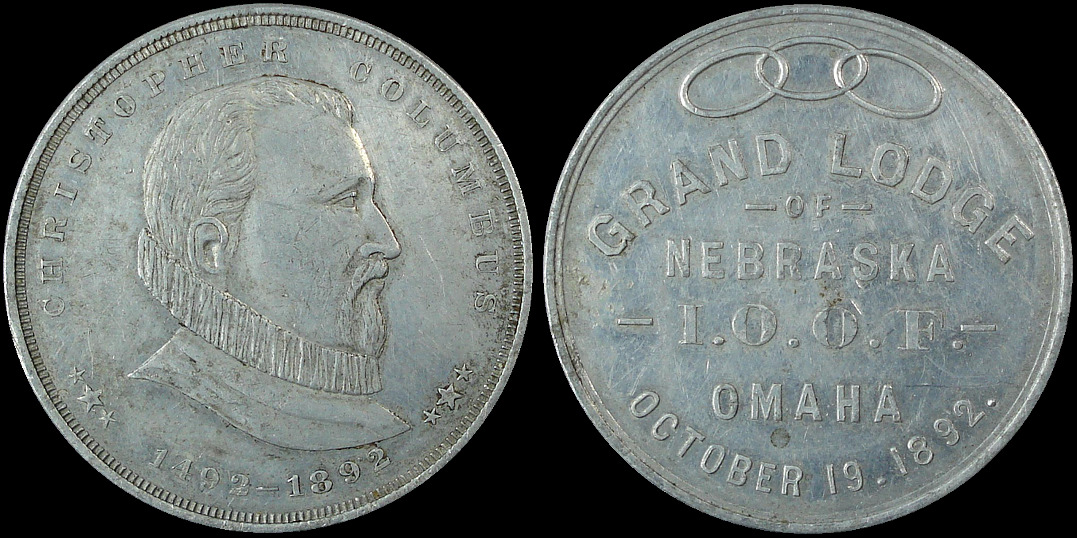 CHRISTOPHER COLUMBUS
1492-1892
GRAND LODGE
-OF-
NEBRASKA
- I.O.O.F. -
OMAHA
OCTOBER 19. 1892.